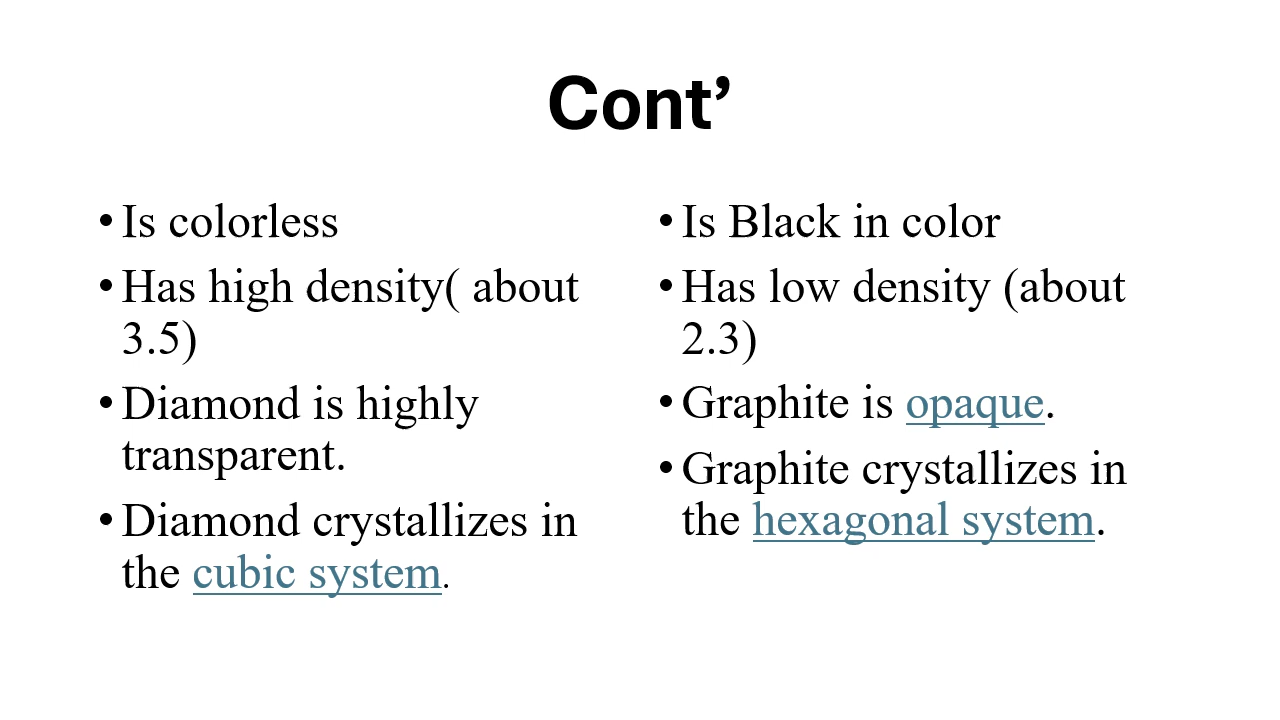 Cont’
• Is colorless
• Has high density( about
3.5)
• Diamond is highly
transparent.
• Diamond crystallizes in
the cubic system.
• Is Black in color
• Has low density (about
2.3)
• Graphite is opaque.
• Graphite crystallizes in
the hexagonal system.